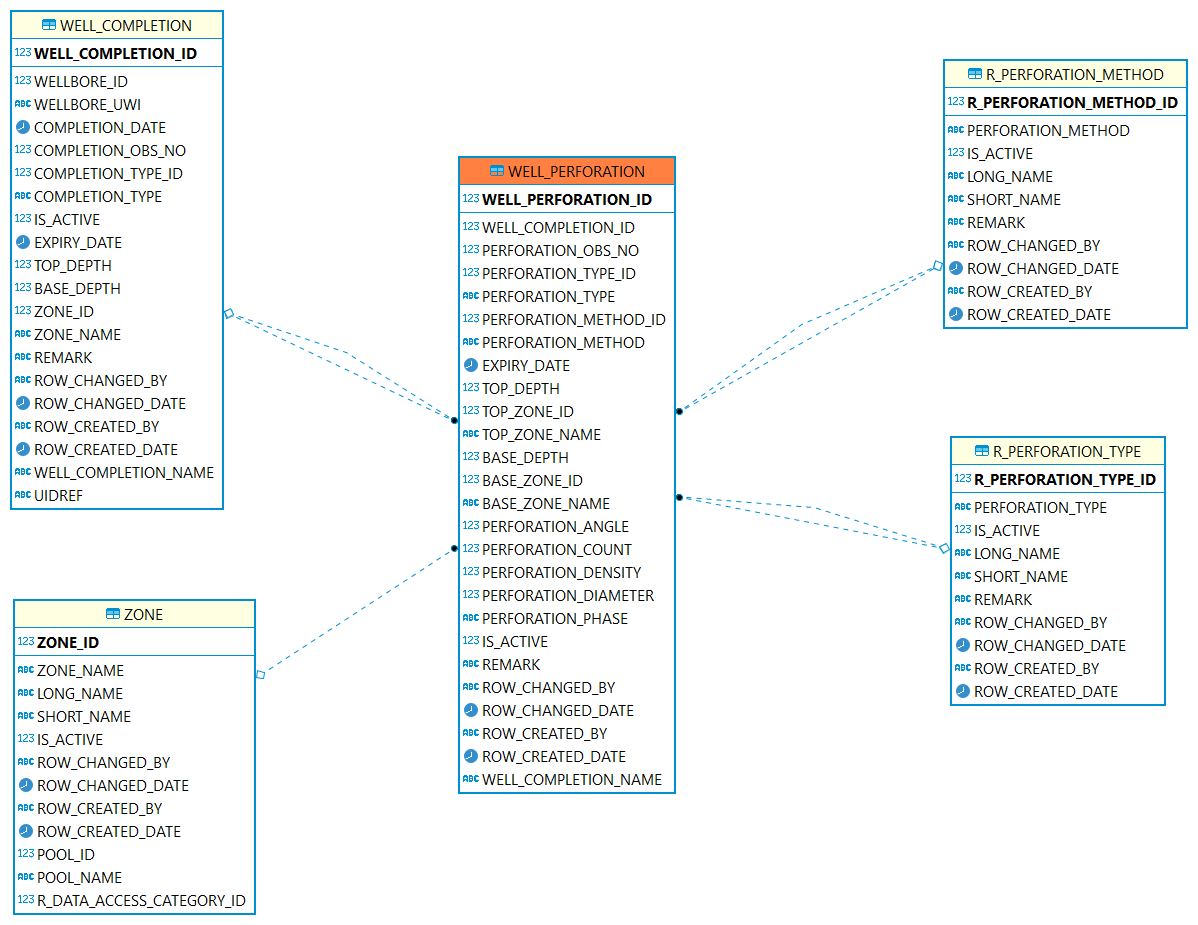 WELL_COMPLETION
123 WELL_COMPLETION_ID
123 WELLBORE_ID
ABC WELLBORE_UWI
COMPLETION_DATE
123 COMPLETION_OBS_NO
123 COMPLETION_TYPE_ID
ABC COMPLETION_TYPE
123 IS_ACTIVE
EXPIRY_DATE
123 TOP_DEPTH
123 BASE_DEPTH
123 ZONE_ID
ABC ZONE_NAME
ABC REMARK
ABC ROW_CHANGED_BY
ROW_CHANGED_DATE
ABC ROW_CREATED_BY
ROW_CREATED_DATE
ABC WELL_COMPLETION_NAME
ABC UIDREF
ZONE
123 ZONE_ID
ABC ZONE_NAME
ABC LONG_NAME
ABC SHORT_NAME
123 IS_ACTIVE
ABC ROW_CHANGED_BY
ROW_CHANGED_DATE
ABC ROW_CREATED_BY
ROW_CREATED_DATE
123 POOL_ID
ABC POOL_NAME
123 R_DATA_ACCESS_CATEGORY_ID
WELL_PERFORATION
123 WELL_PERFORATION_ID
123 WELL_COMPLETION_ID
123 PERFORATION_OBS_NO
123 PERFORATION_TYPE_ID
ABC PERFORATION_TYPE
123 PERFORATION_METHOD_ID
ABC PERFORATION_METHOD
EXPIRY_DATE
123 TOP_DEPTH
123 TOP_ZONE_ID
ABC TOP_ZONE_NAME
123 BASE_DEPTH
123 BASE_ZONE_ID
ABC BASE_ZONE_NAME
123 PERFORATION_ANGLE
123 PERFORATION_COUNT
123 PERFORATION_DENSITY
123 PERFORATION_DIAMETER
ABC PERFORATION_PHASE
123 IS_ACTIVE
ABC REMARK
ABC ROW_CHANGED_BY
ROW_CHANGED_DATE
ABC ROW_CREATED_BY
ROW_CREATED_DATE
ABC WELL_COMPLETION_NAME
R_PERFORATION_METHOD
123 R_PERFORATION_METHOD_ID
ABC PERFORATION_METHOD
123 IS_ACTIVE
ABC LONG_NAME
ABC SHORT_NAME
ABC REMARK
ABC ROW_CHANGED_BY
ROW_CHANGED_DATE
ABC ROW_CREATED_BY
ROW_CREATED_DATE
R_PERFORATION_TYPE
123 R_PERFORATION_TYPE_ID
ABC PERFORATION_TYPE
123 IS_ACTIVE
ABC LONG_NAME
ABC SHORT_NAME
ABC REMARK
ABC ROW_CHANGED_BY
ROW_CHANGED_DATE
ABC ROW_CREATED_BY
ROW_CREATED_DATE